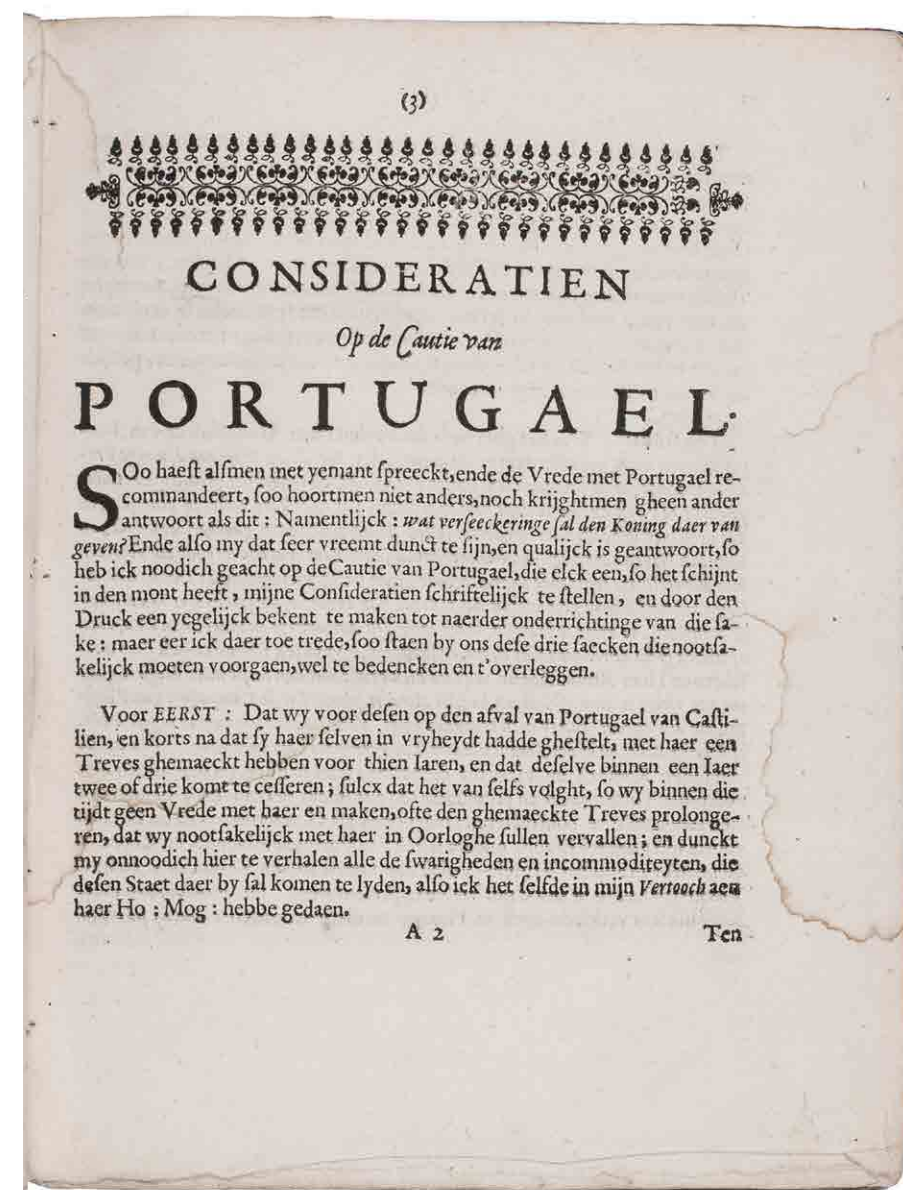 (3)
CONSIDERATIEN
Op de Cautie van
PORTUGAEL.
SOo haeſt alſmen met yemant ſpreeckt,ende de Vrede met Portugael re-
commandeert, ſoo hoortmen niet anders,noch krijghtmen gheen ander
antwoort als dit : Namentlijck : wat verſeeckeringe ſal den Koning daer van
geven? Ende alſo my dat ſeer vreemt dunct te ſijn,en qualijck is geantwoort,ſo
heb ick noodich geacht op de Cautie van Portugael,die elck een,ſo het ſchijnt
in den mont heeft , mijne Conſideratien ſchriftelijck te ſtellen , en door den
Druck een yegelijck bekent te maken tot naerder onderrichtinge van die ſa-
ke : maer eer ick daer toe trede,ſoo ſtaen by ons deſe drie ſaecken die nootſa-
kelijck moeten voorgaen,wel te bedencken en t'overleggen.
Voor EERST : Dat wy voor deſen op den afval van Portugael van Caſti-
lien, en korts na dat ſy haer ſelven in vryheydt hadde gheſtelt, met haer een
Treves ghemaeckt hebben voor thien Iaren, en dat deſelve binnen een Iaer
twee of drie komt te ceſſeren ; ſulcx dat het van ſelfs volght, ſo wy binnen die
tijdt geen Vrede met haer en maken,ofte den ghemaeckte Treves prolonge-
ren, dat wy nootſakelijck met haer in Oorloghe ſullen vervallen ; en dunckt
my onnoodich hier te verhalen alle de ſwarigheden en incommoditeyten, die
deſen Staet daer by ſal komen te lyden, alſo ick het ſelfde in mijn Vertooch aen
haer Ho : Mog : hebbe gedaen.
A 2 Ten